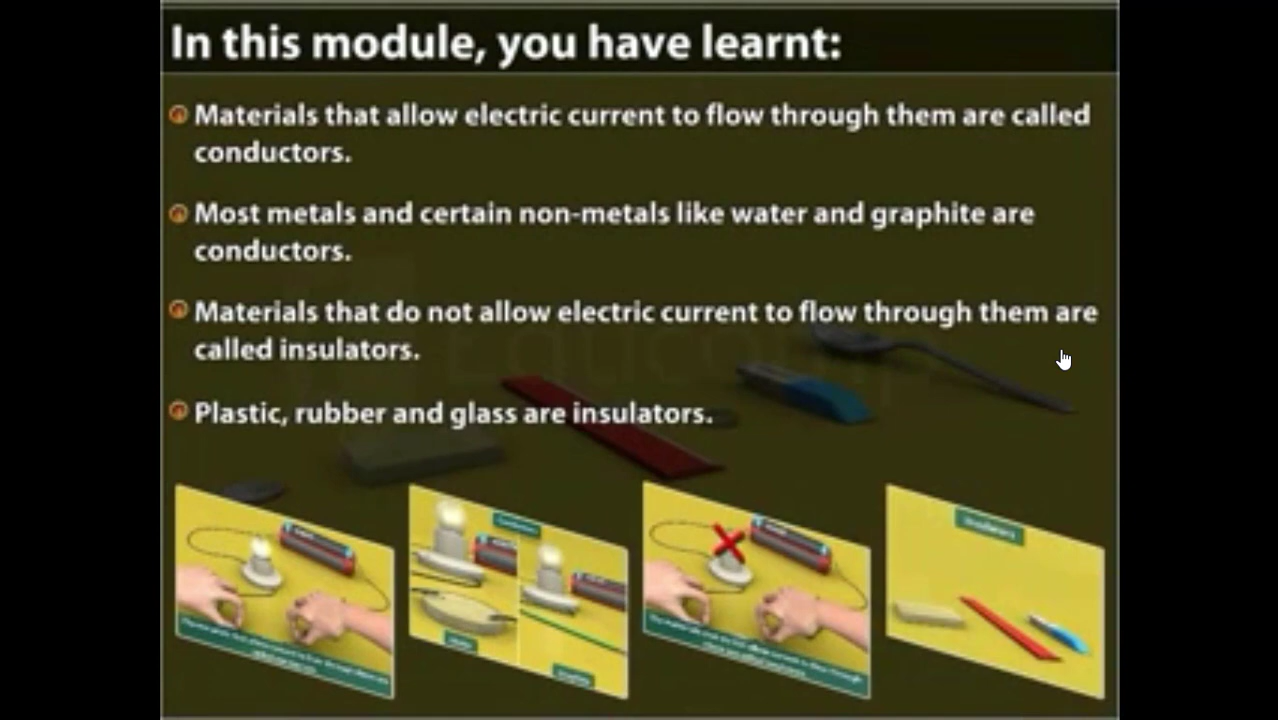 In this module, you have learnt:
Materials that allow electric current to flow through them are called
conductors.
Most metals and certain non-metals like water and graphite are
conductors.
Materials that do not allow electric current to flow through them are
called insulators.
Plastic, rubber and glass are insulators.
Conductors
Insulators